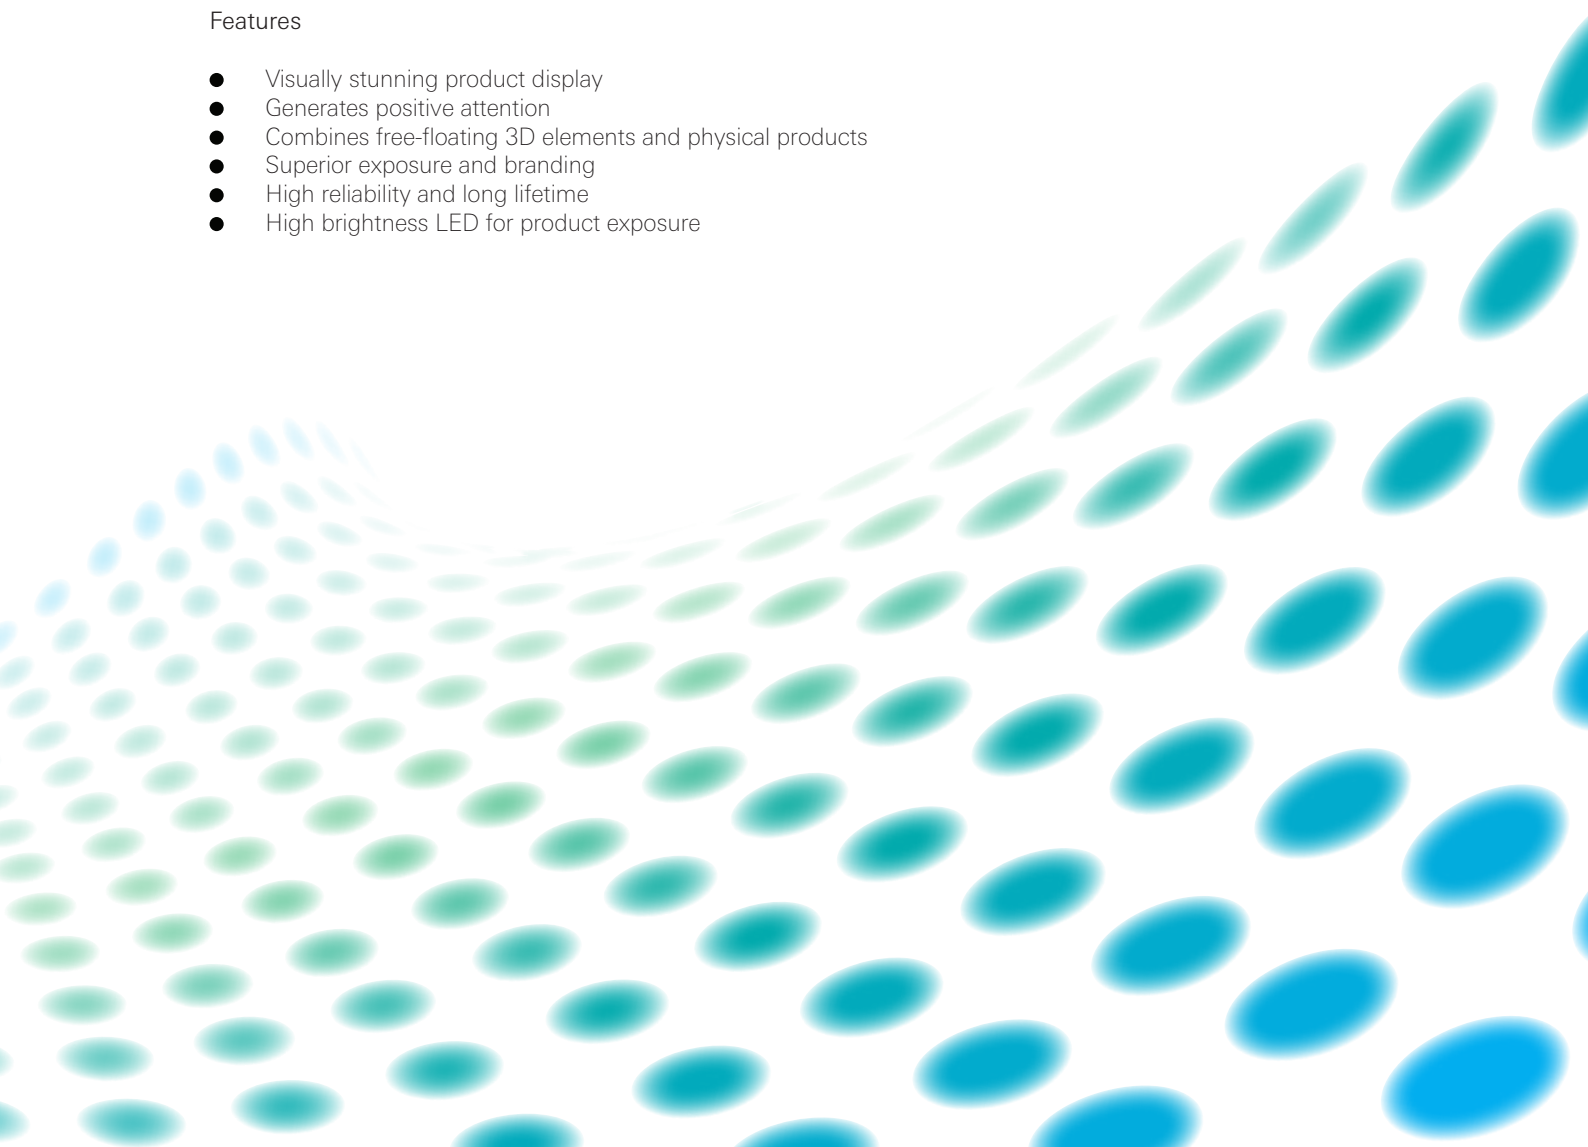 Features
● Visually stunning product display
● Generates positive attention
● Combines free-floating 3D elements and physical products
● Superior exposure and branding
● High reliability and long lifetime
● High brightness LED for product exposure